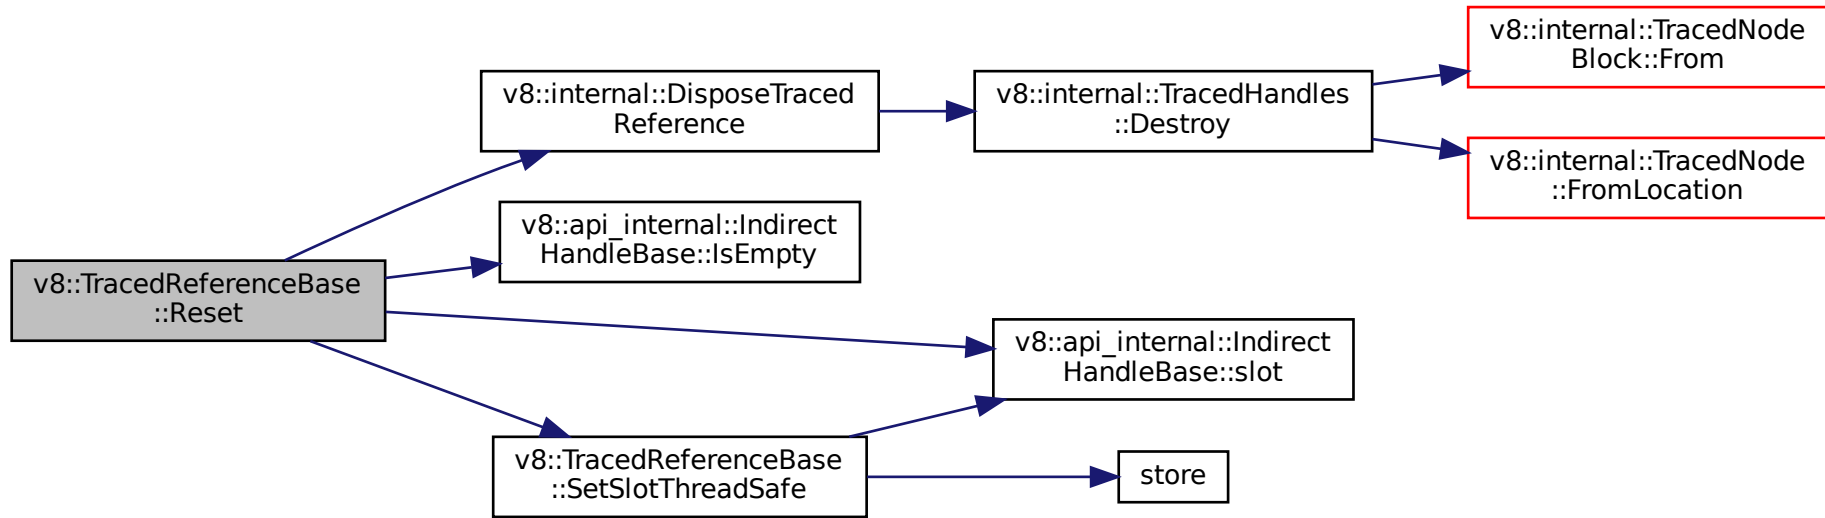 v8::internal::TracedNode
Block::From
v8::internal::DisposeTraced
Reference
v8::internal::TracedHandles
::Destroy
v8::internal::TracedNode
::FromLocation
v8::api_internal::Indirect
HandleBase::IsEmpty
v8::TracedReferenceBase
::Reset
v8::api_internal::Indirect
HandleBase::slot
v8::TracedReferenceBase
::SetSlotThreadSafe
store